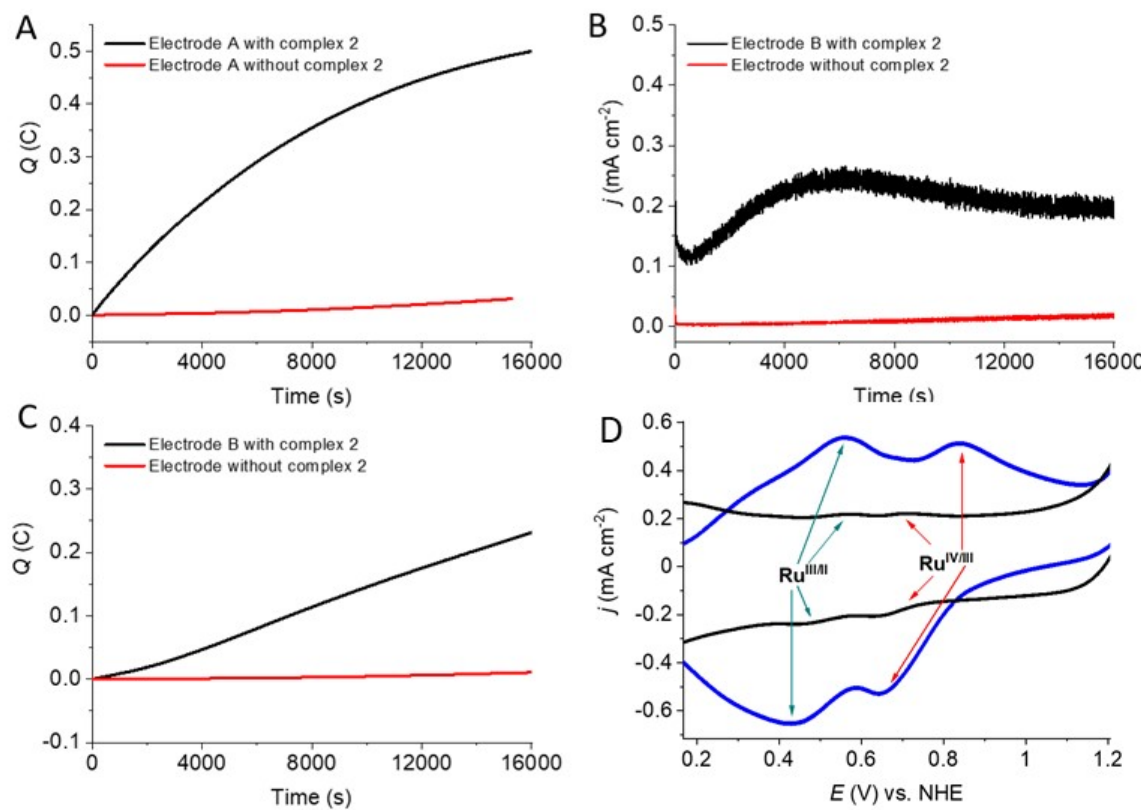 A
Electrode A with complex 2
Electrode A without complex 2
0.5
0.4
0.3
0.2
0.1
0.0
Q (C)
0 4000 8000 12000 16000
Time (s)
B
Electrode B with complex 2
Electrode without complex 2
0.5
0.4
0.3
0.2
0.1
0.0
j (mA cm⁻²)
0 4000 8000 12000 16000
Time (s)
C
Electrode B with complex 2
Electrode without complex 2
0.4
0.3
0.2
0.1
0.0
-0.1
Q (C)
0 4000 8000 12000 16000
Time (s)
D
0.6
0.4
0.2
0
-0.2
-0.4
-0.6
j (mA cm⁻²)
Ru^III/II
Ru^IV/III
0.2 0.4 0.6 0.8 1 1.2
E (V) vs. NHE